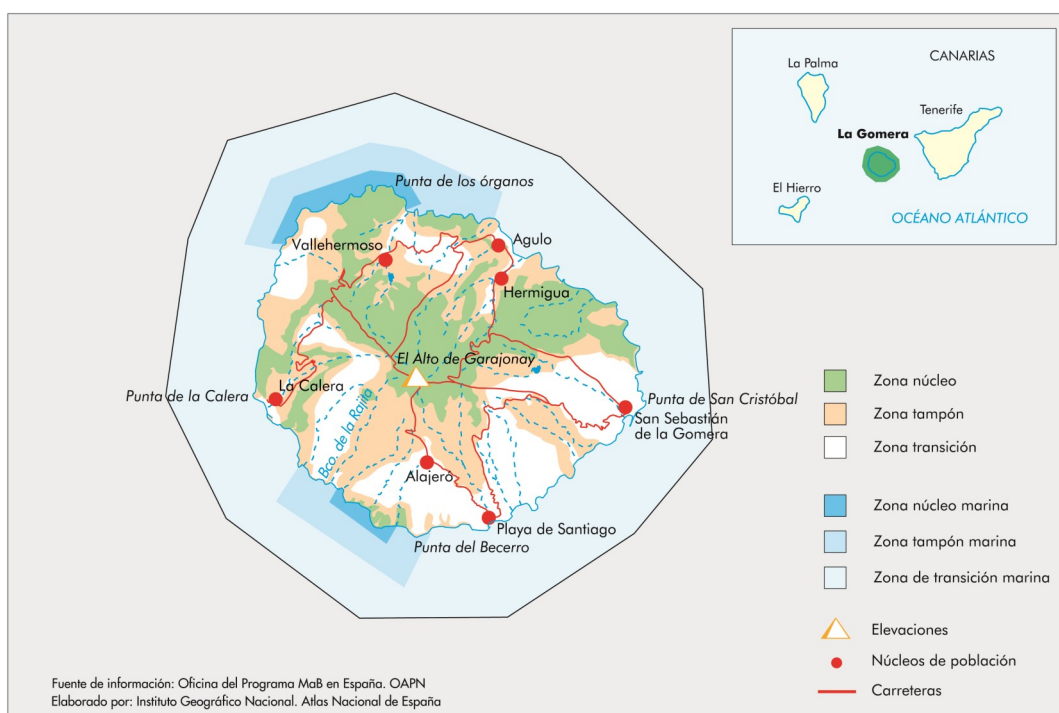 CANARIAS
La Palma
Tenerife
La Gomera
El Hierro
OCÉANO ATLÁNTICO
Punta de los órganos
Vallehermoso
Agulo
Hermigua
El Alto de Garajonay
La Calera
Punta de la Calera
Punta de San Cristóbal
San Sebastián
de la Gomera
Bco. de la Rajita
Alajeró
Playa de Santiago
Punta del Becerro
Zona núcleo
Zona tampón
Zona transición
Zona núcleo marina
Zona tampón marina
Zona de transición marina
Elevaciones
Núcleos de población
Carreteras
Fuente de información: Oficina del Programa MaB en España. OAPN
Elaborado por: Instituto Geográfico Nacional. Atlas Nacional de España